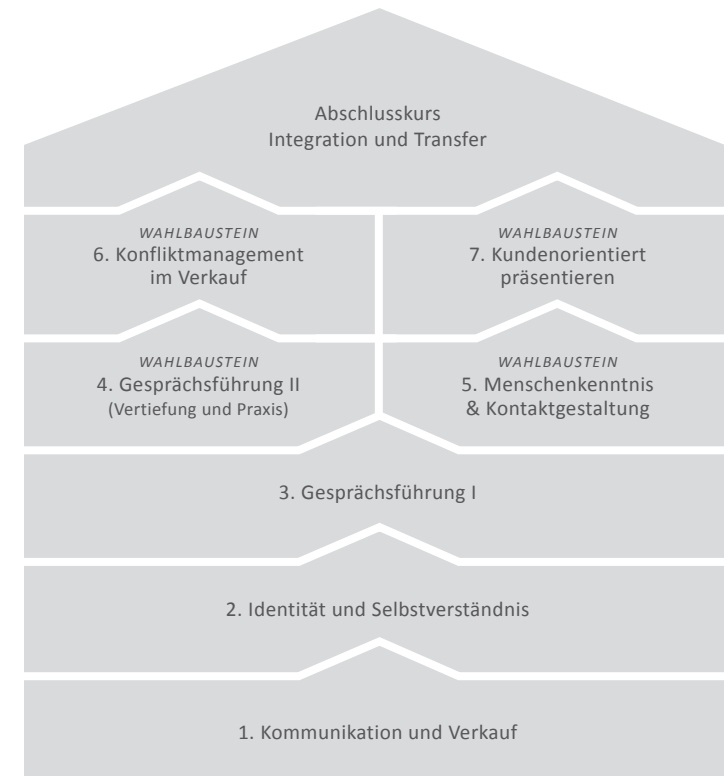 Abschlusskurs
Integration und Transfer
WAHLBAUSTEIN
6. Konfliktmanagement
im Verkauf
WAHLBAUSTEIN
7. Kundenorientiert
präsentieren
WAHLBAUSTEIN
4. Gesprächsführung II
(Vertiefung und Praxis)
WAHLBAUSTEIN
5. Menschenkenntnis
& Kontaktgestaltung
3. Gesprächsführung I
2. Identität und Selbstverständnis
1. Kommunikation und Verkauf